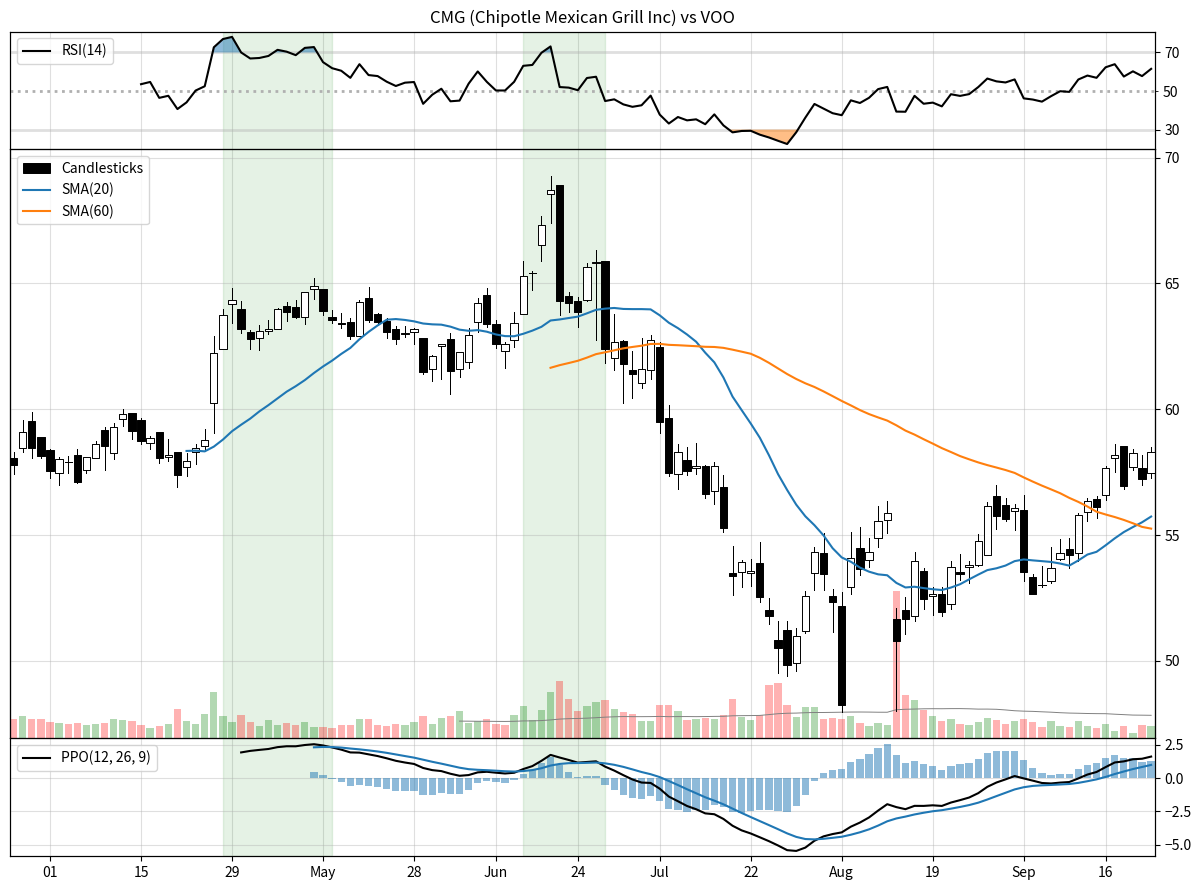 CMG (Chipotle Mexican Grill Inc) vs VOO
RSI(14)
70
50
30
Candlesticks
SMA(20)
SMA(60)
70
65
60
55
50
PPO(12, 26, 9)
2.5
0.0
−2.5
−5.0
01 15 29 May 28 Jun 24 Jul 22 Aug 19 Sep 16